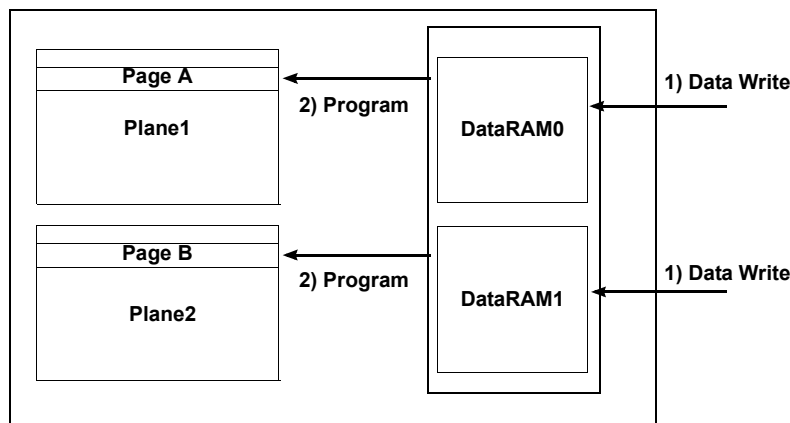 Page A
Plane1
2) Program
DataRAM0
1) Data Write
Page B
Plane2
2) Program
DataRAM1
1) Data Write